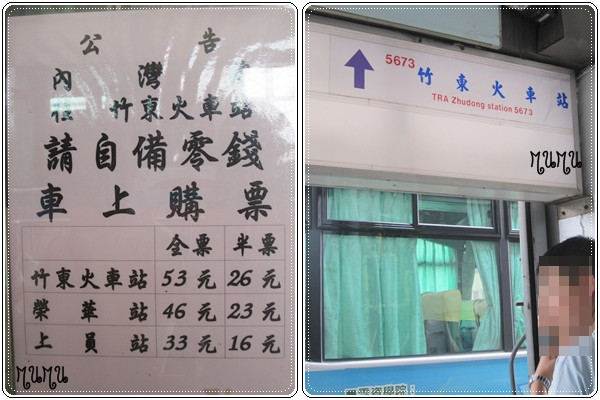 公告
內灣
往竹東火車站
請自備零錢
車上購票
全票 半票
竹東火車站 53元 26元
榮華站 46元 23元
上員站 33元 16元
MuMu
5673
竹東火車站
TRA Zhudong station 5673
MuMu